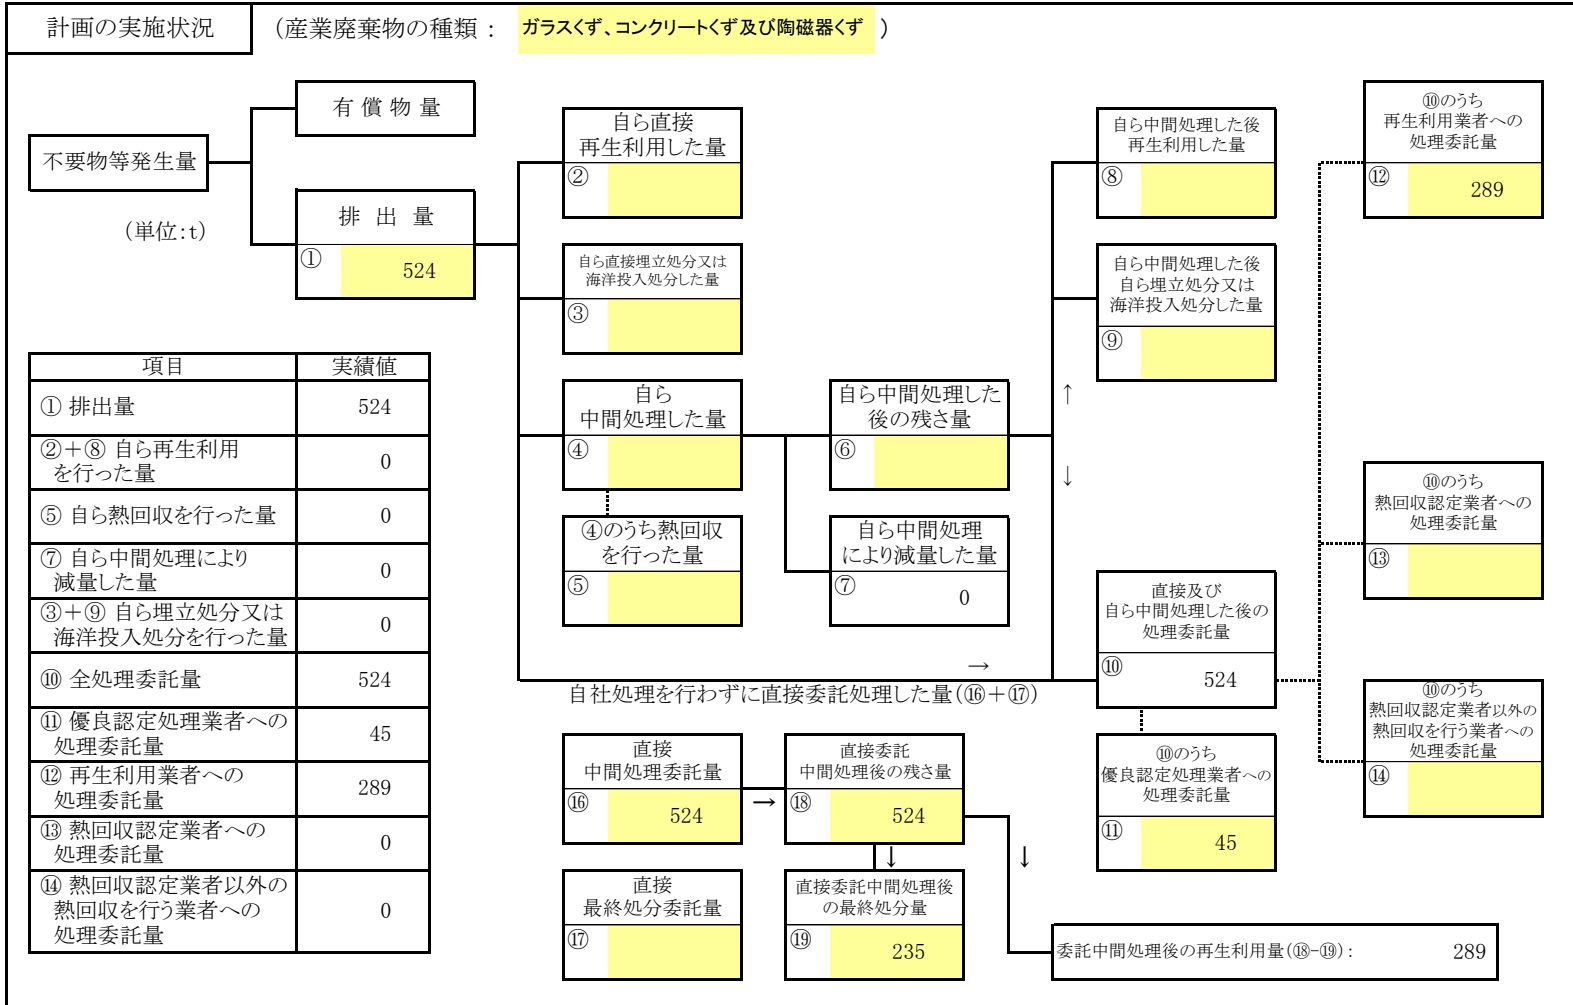 計画の実施状況
(産業廃棄物の種類： ガラスくず、コンクリートくず及び陶磁器くず )
不要物等発生量
(単位:t)
有 償 物 量
排 出 量
① 524
自ら直接
再生利用した量
②
自ら直接埋立処分又は
海洋投入処分した量
③
自ら
中間処理した量
④
④のうち熱回収
を行った量
⑤
自ら中間処理した
後の残さ量
⑥
自ら中間処理
により減量した量
⑦ 0
自ら中間処理した後
再生利用した量
⑧
自ら中間処理した後
自ら埋立処分又は
海洋投入処分した量
⑨
↑
↓
直接及び
自ら中間処理した後の
処理委託量
⑩ 524
→
自社処理を行わずに直接委託処理した量(⑯＋⑰)
⑩のうち
優良認定処理業者への
処理委託量
⑪ 45
⑩のうち
再生利用業者への
処理委託量
⑫ 289
⑩のうち
熱回収認定業者への
処理委託量
⑬
⑩のうち
熱回収認定業者以外の
熱回収を行う業者への
処理委託量
⑭
直接
中間処理委託量
⑯ 524
→
直接委託
中間処理後の残さ量
⑱ 524
↓
↓
直接
最終処分委託量
⑰
直接委託中間処理後
の最終処分量
⑲ 235
委託中間処理後の再生利用量(⑱-⑲)： 289
項目 実績値
① 排出量 524
②＋⑧ 自ら再生利用
を行った量 0
⑤ 自ら熱回収を行った量 0
⑦ 自ら中間処理により
減量した量 0
③＋⑨ 自ら埋立処分又は
海洋投入処分を行った量 0
⑩ 全処理委託量 524
⑪ 優良認定処理業者への
処理委託量 45
⑫ 再生利用業者への
処理委託量 289
⑬ 熱回収認定業者への
処理委託量 0
⑭ 熱回収認定業者以外の
熱回収を行う業者への
処理委託量 0